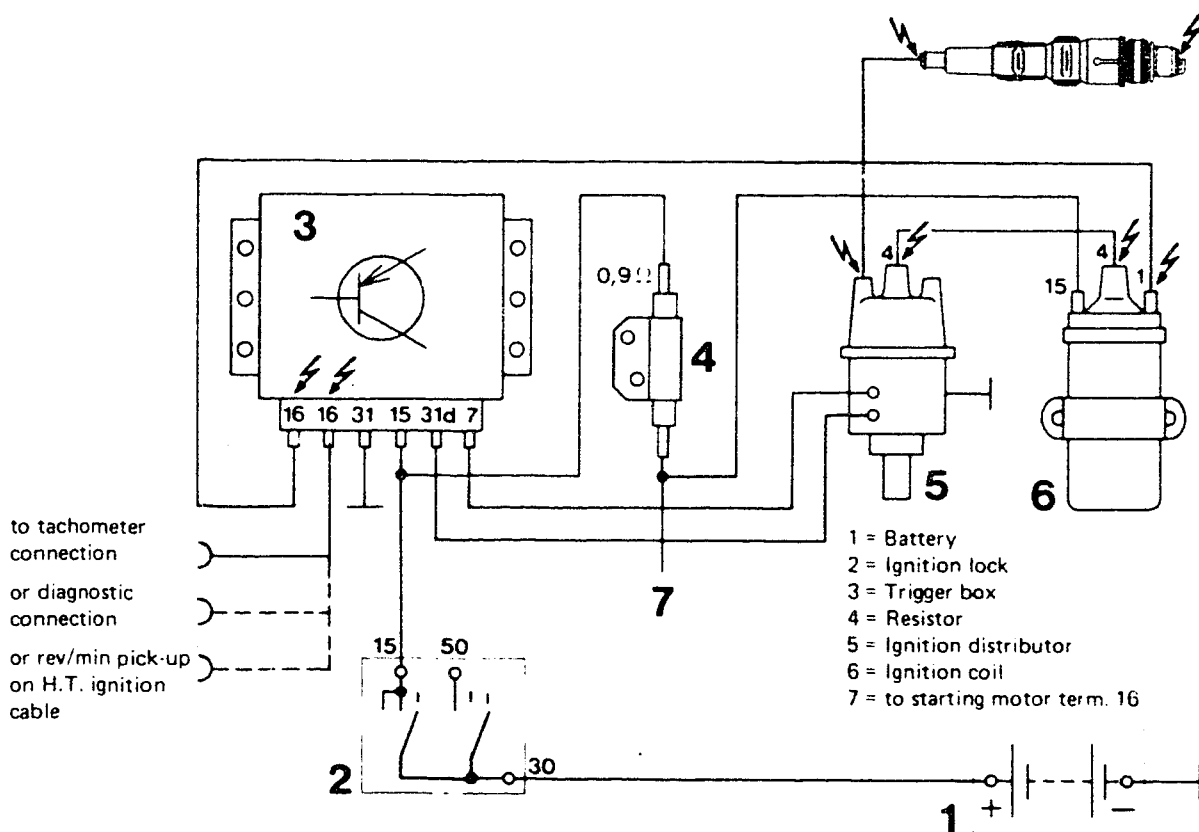 3
16 16 31 15 31d 7
0,9 Ω
4
4
4
15
1
5
6
to tachometer
connection
or diagnostic
connection
or rev/min pick-up
on H.T. ignition
cable
7
1 = Battery
2 = Ignition lock
3 = Trigger box
4 = Resistor
5 = Ignition distributor
6 = Ignition coil
7 = to starting motor term. 16
15 50
30
2
1 + −